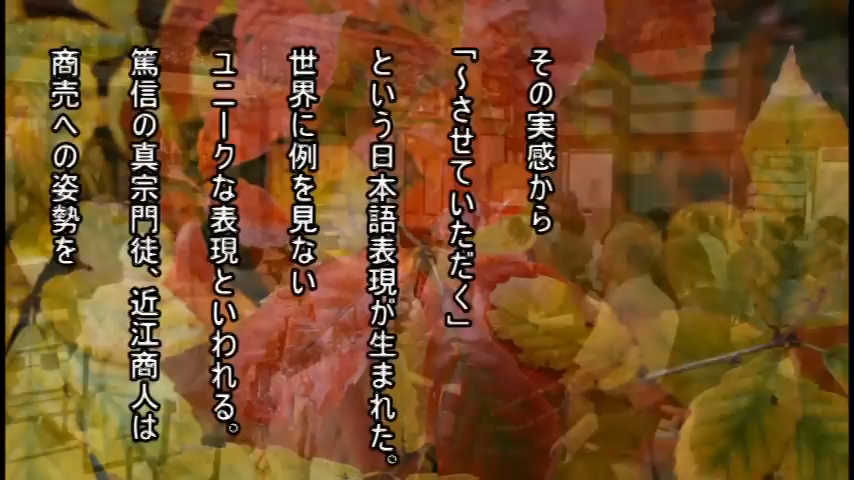 その実感から
「〜させていただく」
という日本語表現が生まれた。
世界に例を見ない
ユニークな表現といわれる。
篤信の真宗門徒、近江商人は
商売への姿勢を